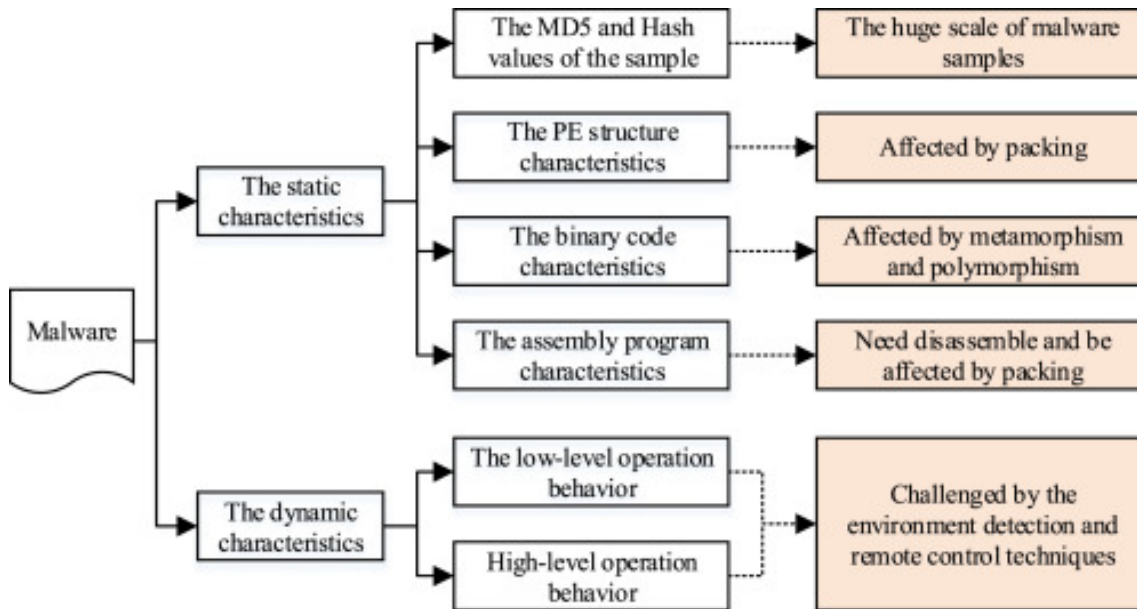 The MD5 and Hash
values of the sample
The huge scale of malware
samples
The PE structure
characteristics
Affected by packing
The static
characteristics
The binary code
characteristics
Affected by metamorphism
and polymorphism
Malware
The assembly program
characteristics
Need disassemble and be
affected by packing
The low-level operation
behavior
The dynamic
characteristics
High-level operation
behavior
Challenged by the
environment detection and
remote control techniques